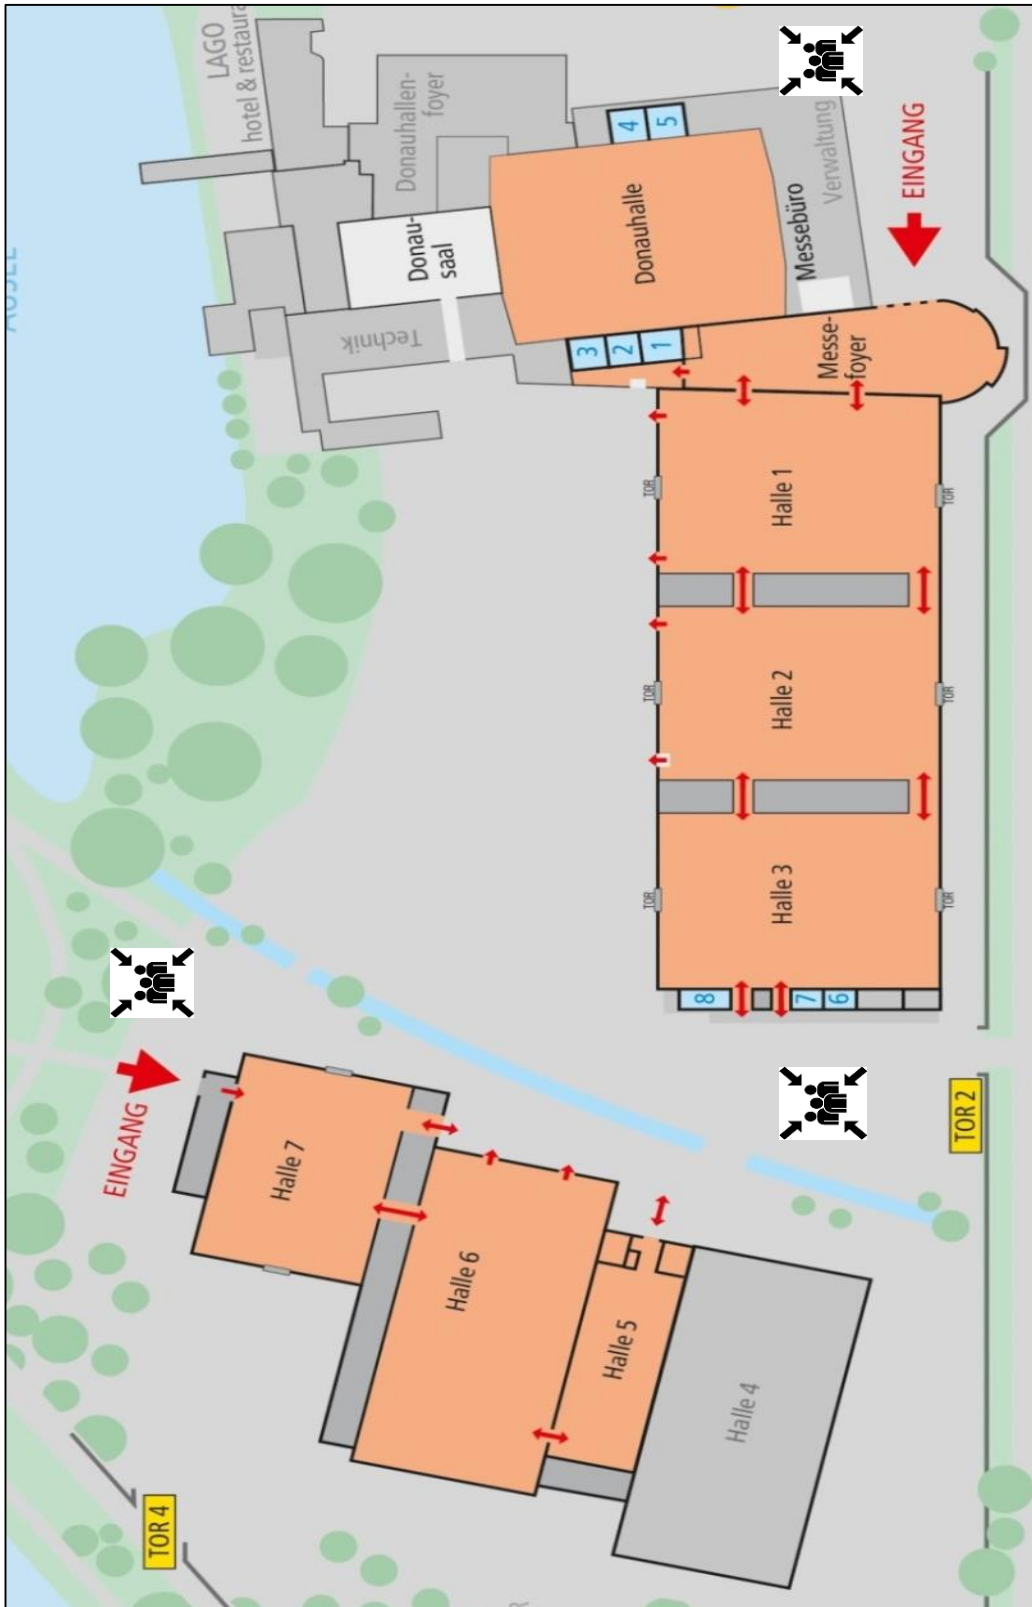 AUSEE
LAGO
hotel & restaura
Donauhallen-
foyer
4
5
Verwaltung
EINGANG
Donau-
saal
Donauhalle
Messebüro
Technik
3
2
1
Messe-
foyer
TOR
Halle 1
TOR
TOR
Halle 2
TOR
TOR
Halle 3
TOR
8
7
6
EINGANG
Halle 7
TOR 2
Halle 6
Halle 5
Halle 4
TOR 4